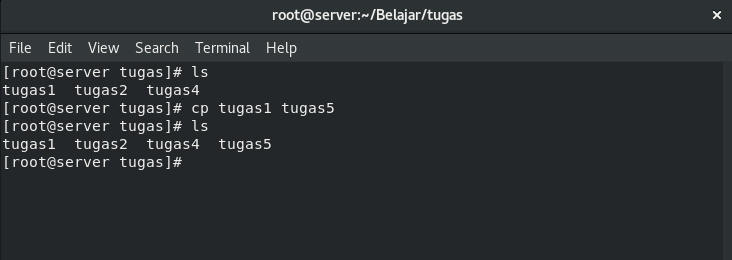 root@server:~/Belajar/tugas ×
File Edit View Search Terminal Help
[root@server tugas]# ls
tugas1  tugas2  tugas4
[root@server tugas]# cp tugas1 tugas5
[root@server tugas]# ls
tugas1  tugas2  tugas4  tugas5
[root@server tugas]#